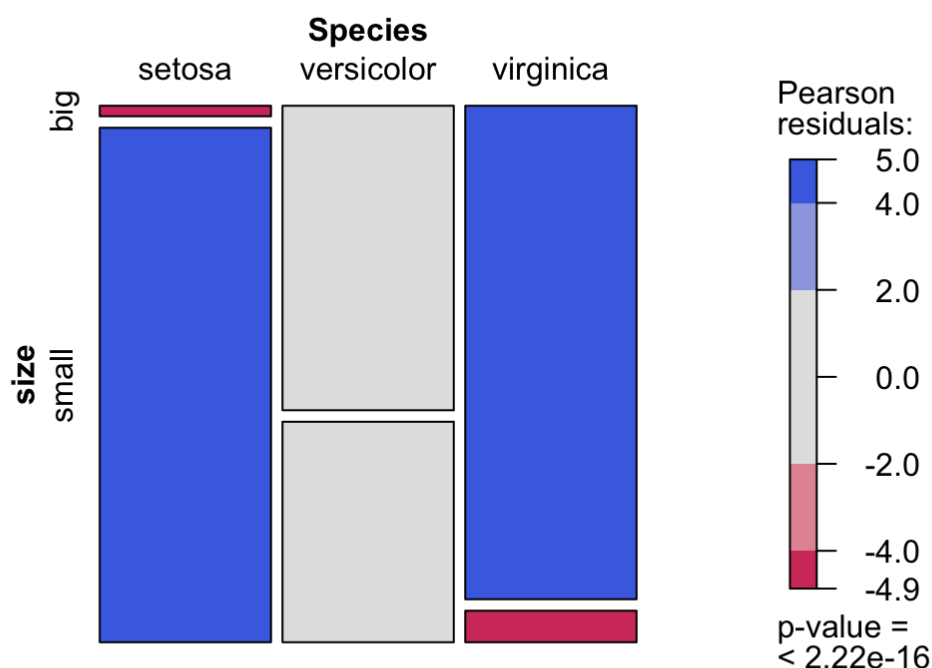 Species
setosa versicolor virginica
big
small
size
Pearson
residuals:
5.0
4.0
2.0
0.0
-2.0
-4.0
-4.9
p-value =
< 2.22e-16